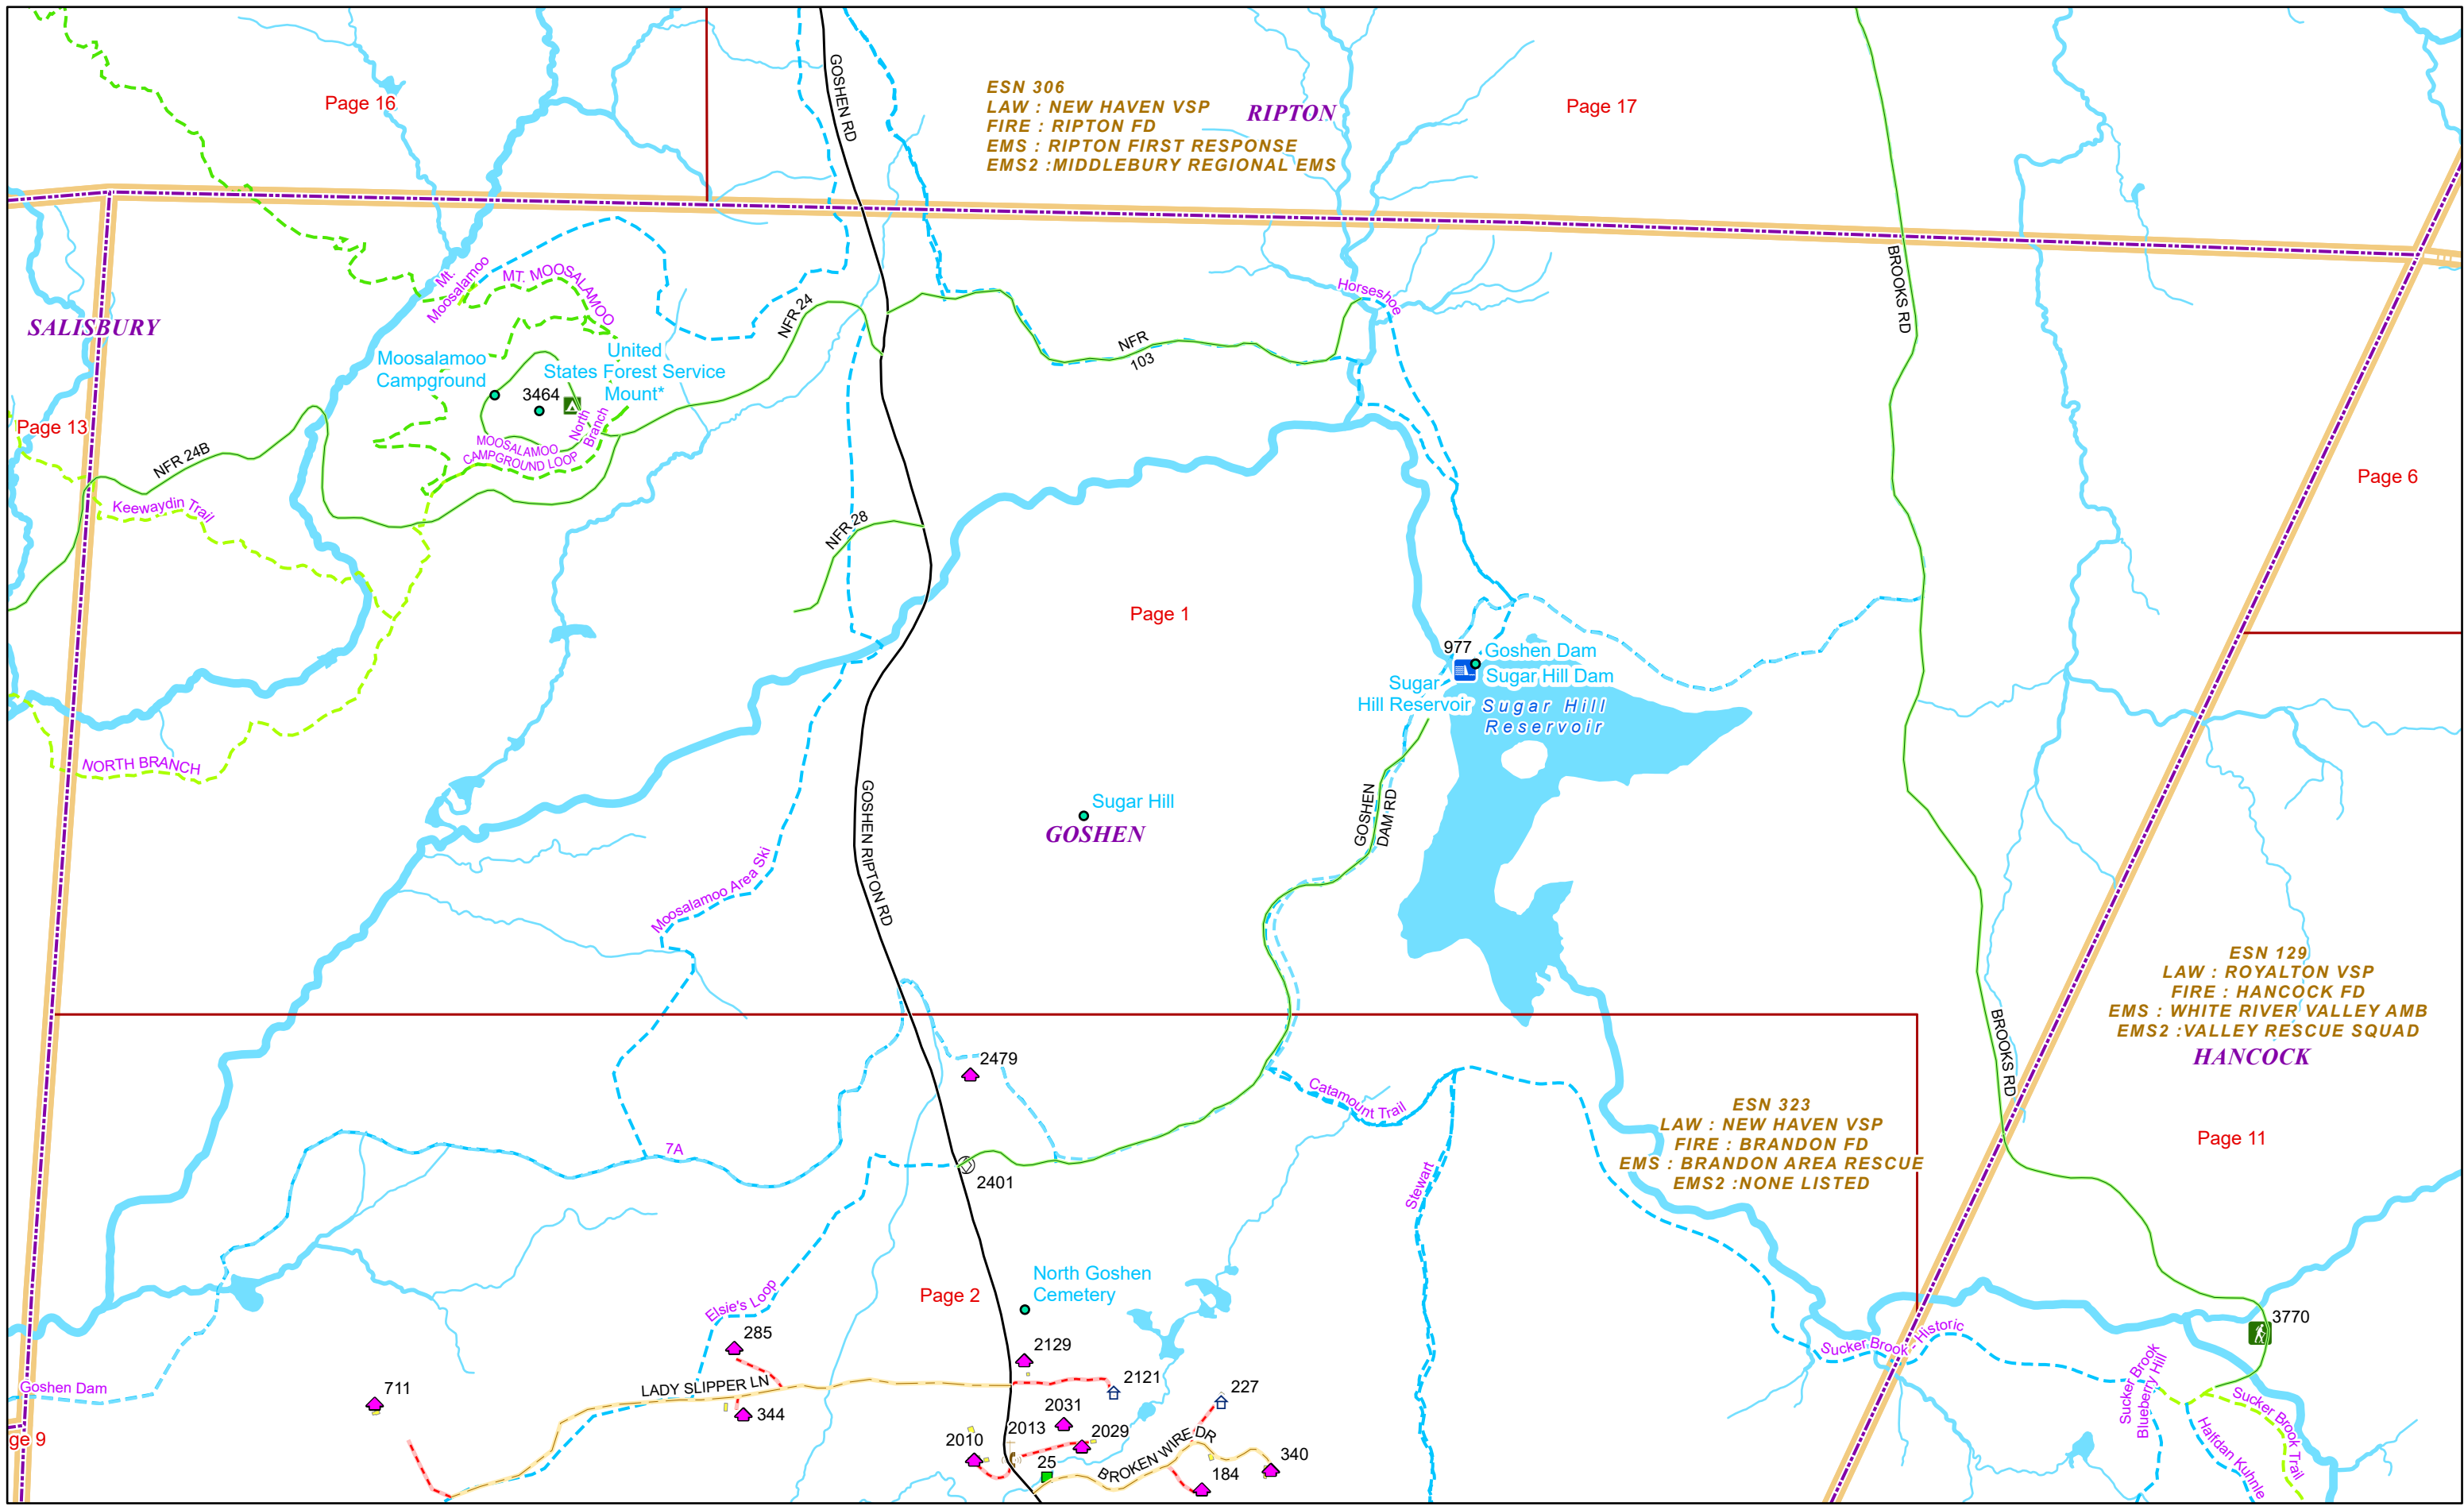 Page 16
GOSHEN RD
ESN 306
LAW : NEW HAVEN VSP
FIRE : RIPTON FD
EMS : RIPTON FIRST RESPONSE
EMS2 :MIDDLEBURY REGIONAL EMS
RIPTON
Page 17
SALISBURY
Mt.
Moosalamoo
MT. MOOSALAMOO
NFR 24
Horseshoe
BROOKS RD
NFR
103
Moosalamoo
Campground
United
States Forest Service
Mount*
3464
North
Branch
MOOSALAMOO
CAMPGROUND LOOP
Page 13
NFR 24B
Keewaydin Trail
Page 6
NFR 28
Page 1
977
Goshen Dam
Sugar Hill Dam
Sugar
Hill Reservoir
Sugar Hill
Reservoir
NORTH BRANCH
Sugar Hill
GOSHEN
GOSHEN RIPTON RD
GOSHEN
DAM RD
Moosalamoo Area Ski
ESN 129
LAW : ROYALTON VSP
FIRE : HANCOCK FD
EMS : WHITE RIVER VALLEY AMB
EMS2 :VALLEY RESCUE SQUAD
HANCOCK
BROOKS RD
2479
Catamount Trail
ESN 323
LAW : NEW HAVEN VSP
FIRE : BRANDON FD
EMS : BRANDON AREA RESCUE
EMS2 :NONE LISTED
Page 11
7A
2401
Stewart
North Goshen
Cemetery
Page 2
Elsie's Loop
285
2129
3770
Historic
Sucker Brook
Goshen Dam
711
LADY SLIPPER LN
344
2121
227
2031
2013
2029
2010
25
BROKEN WIRE DR
340
184
Sucker Brook
Blueberry Hill
Sucker Brook Trail
Halfdan Kuhnle
ge 9